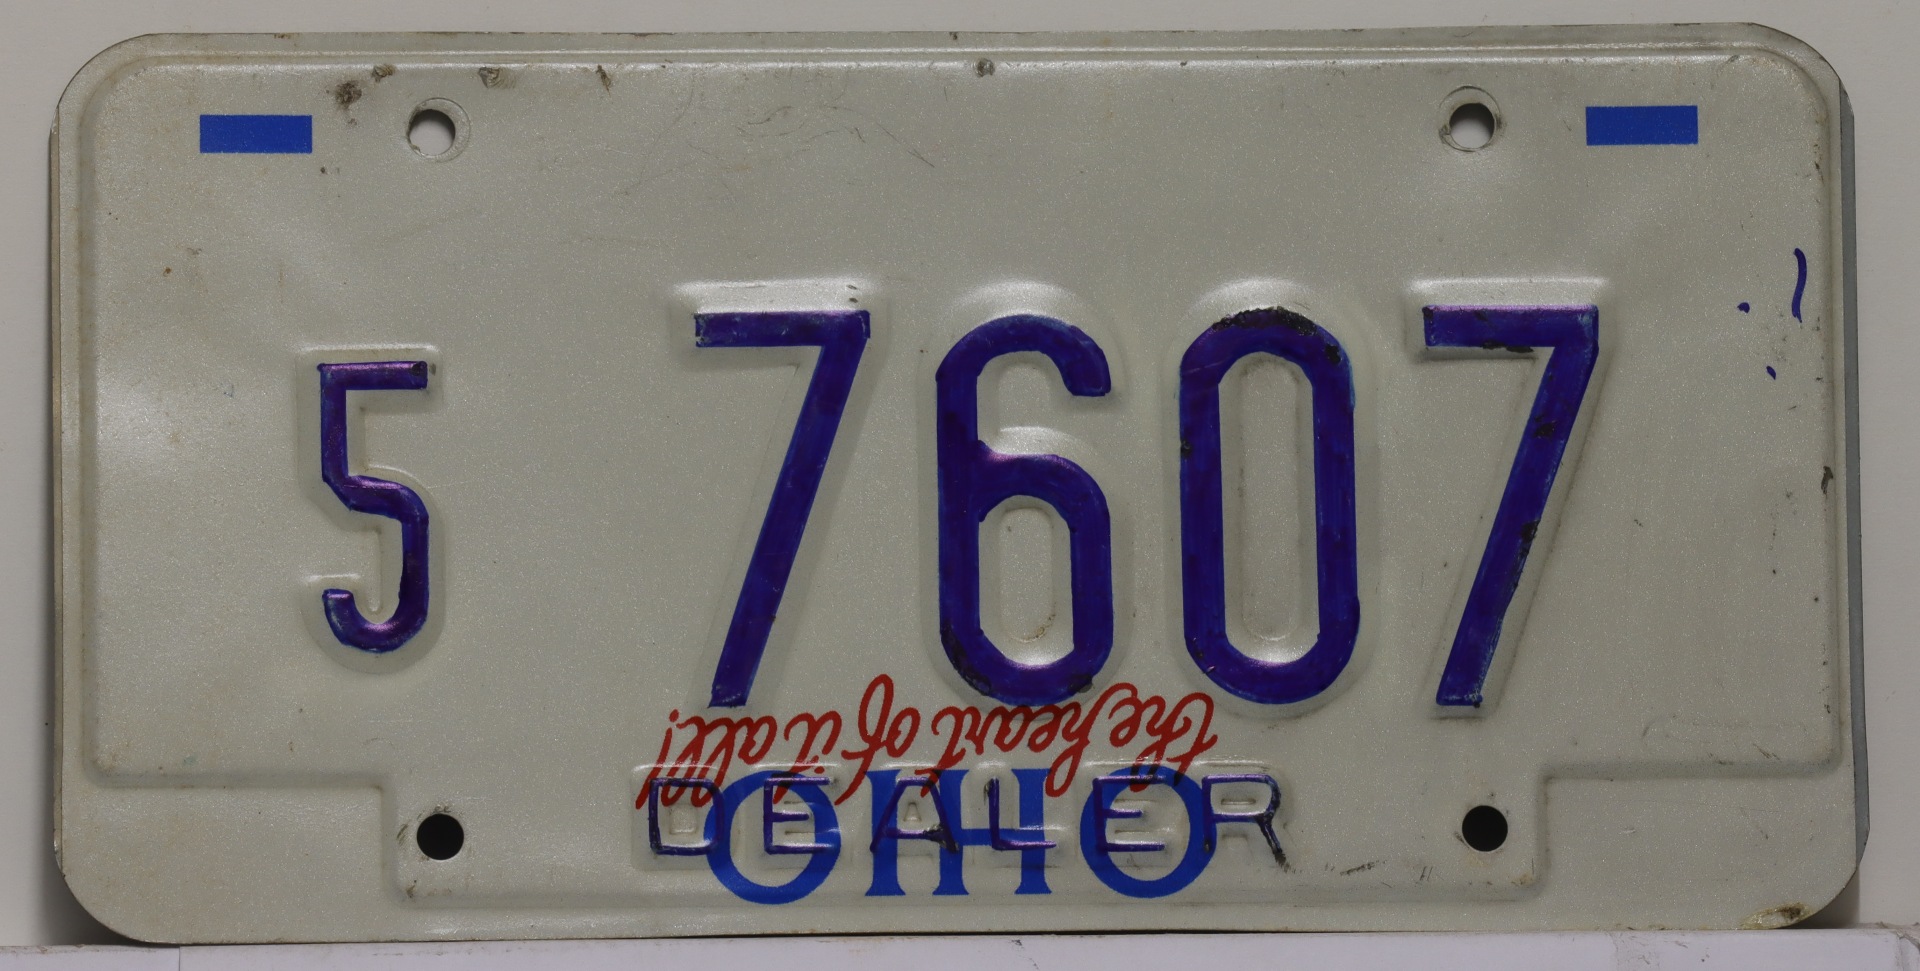 5 7607
the heart of it all!
DEALER
OHIO